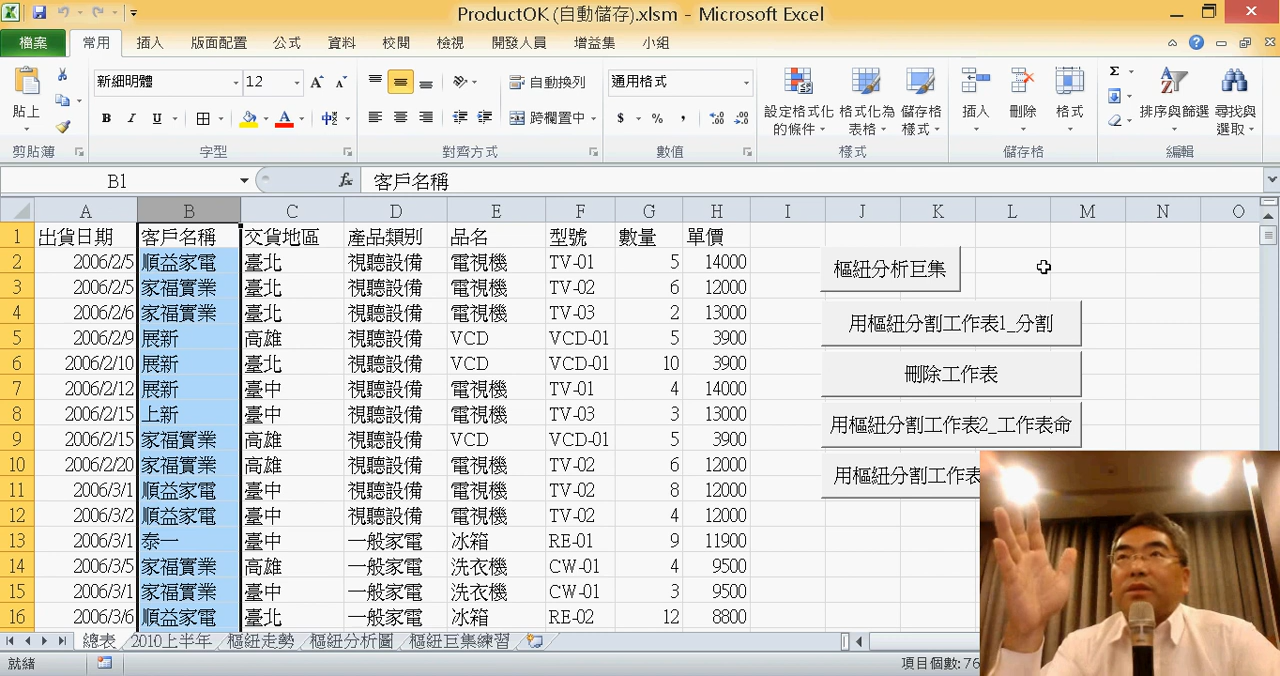 ProductOK (自動儲存).xlsm - Microsoft Excel
檔案 常用 插入 版面配置 公式 資料 校閱 檢視 開發人員 增益集 小組
新細明體 12 自動換列 通用格式 Σ
貼上 設定格式化的條件 格式化為表格 儲存格樣式 插入 刪除 格式 排序與篩選 尋找與選取
B I U A 跨欄置中 $ % ,
剪貼簿 字型 對齊方式 數值 樣式 儲存格 編輯
B1 fx 客戶名稱
A B C D E F G H I J K L M N O
1 出貨日期 客戶名稱 交貨地區 產品類別 品名 型號 數量 單價
2 2006/2/5 順益家電 臺北 視聽設備 電視機 TV-01 5 14000
3 2006/2/5 家福實業 臺北 視聽設備 電視機 TV-02 6 12000
4 2006/2/6 家福實業 臺北 視聽設備 電視機 TV-03 2 13000
5 2006/2/9 展新 高雄 視聽設備 VCD VCD-01 5 3900
6 2006/2/10 展新 臺北 視聽設備 VCD VCD-01 10 3900
7 2006/2/12 展新 臺中 視聽設備 電視機 TV-01 4 14000
8 2006/2/15 上新 臺中 視聽設備 電視機 TV-03 3 13000
9 2006/2/15 家福實業 高雄 視聽設備 VCD VCD-01 5 3900
10 2006/2/20 家福實業 高雄 視聽設備 電視機 TV-02 6 12000
11 2006/3/1 順益家電 臺中 視聽設備 電視機 TV-02 8 12000
12 2006/3/2 順益家電 臺中 視聽設備 電視機 TV-02 4 12000
13 2006/3/1 泰一 臺中 一般家電 冰箱 RE-01 9 11900
14 2006/3/5 家福實業 高雄 一般家電 洗衣機 CW-01 4 9500
15 2006/3/1 家福實業 臺中 一般家電 洗衣機 CW-01 3 9500
16 2006/3/6 順益家電 臺北 一般家電 冰箱 RE-02 12 8800
樞紐分析巨集
用樞紐分割工作表1_分割
刪除工作表
用樞紐分割工作表2_工作表命
用樞紐分割工作表
總表 2010上半年 樞紐走勢 樞紐分析圖 樞紐巨集練習
就緒 項目個數: 76